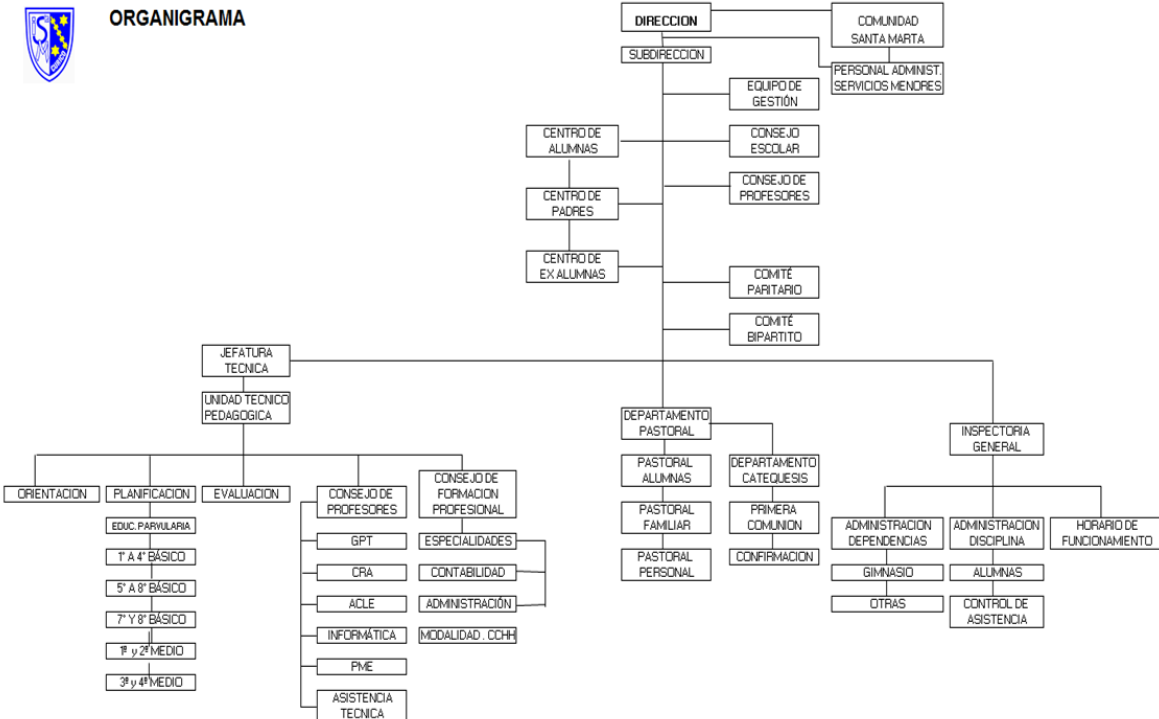 ORGANIGRAMA
DIRECCION
COMUNIDAD
SANTA MARTA
SUBDIRECCION
PERSONAL ADMINIST.
SERVICIOS MENORES
EQUIPO DE
GESTIÓN
CENTRO DE
ALUMNAS
CONSEJO
ESCOLAR
CONSEJO DE
PROFESORES
CENTRO DE
PADRES
CENTRO DE
EX ALUMNAS
COMITÉ
PARITARIO
COMITÉ
BIPARTITO
JEFATURA
TECNICA
UNIDAD TECNICO
PEDAGOGICA
DEPARTAMENTO
PASTORAL
INSPECTORIA
GENERAL
ORIENTACION
PLANIFICACION
EVALUACION
CONSEJO DE
PROFESORES
CONSEJO DE
FORMACION
PROFESIONAL
PASTORAL
ALUMNAS
DEPARTAMENTO
CATEQUESIS
EDUC. PARVULARIA
1° A 4° BÁSICO
5° A 8° BÁSICO
7° Y 8° BÁSICO
1ª y 2ª MEDIO
3ª y 4ª MEDIO
GPT
CRA
ACLE
INFORMÁTICA
PME
ASISTENCIA
TECNICA
ESPECIALIDADES
CONTABILIDAD
ADMINISTRACIÓN
MODALIDAD . CCHH
PASTORAL
FAMILIAR
PASTORAL
PERSONAL
PRIMERA
COMUNION
CONFIRMACION
ADMINISTRACION
DEPENDENCIAS
GIMNASIO
OTRAS
ADMINISTRACION
DISCIPLINA
ALUMNAS
CONTROL DE
ASISTENCIA
HORARIO DE
FUNCIONAMIENTO